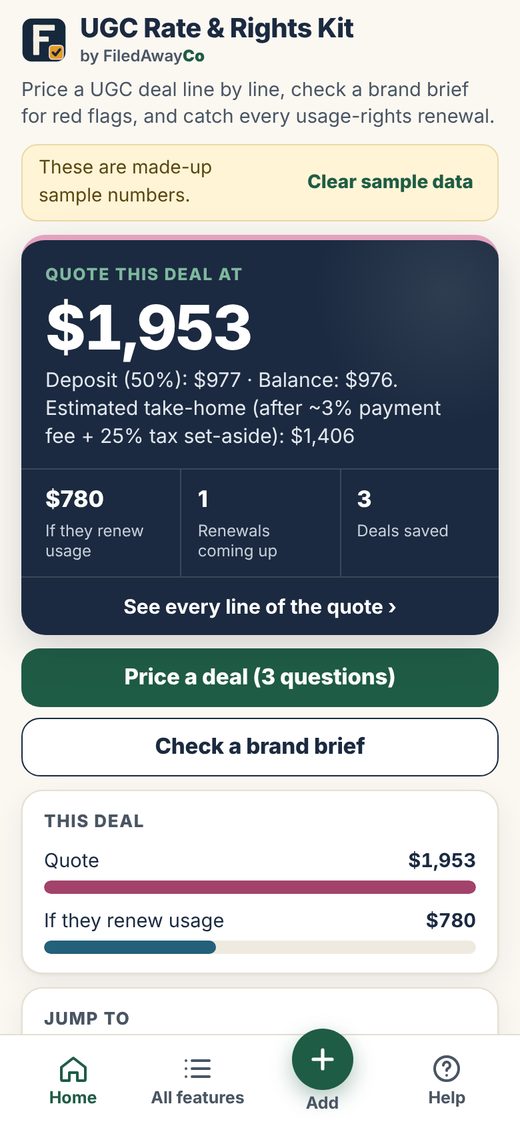 UGC Rate & Rights Kit
by FiledAwayCo
Price a UGC deal line by line, check a brand brief
for red flags, and catch every usage-rights renewal.
These are made-up
sample numbers.
Clear sample data
QUOTE THIS DEAL AT
$1,953
Deposit (50%): $977 · Balance: $976.
Estimated take-home (after ~3% payment
fee + 25% tax set-aside): $1,406
$780
If they renew
usage
1
Renewals
coming up
3
Deals saved
See every line of the quote ›
Price a deal (3 questions)
Check a brand brief
THIS DEAL
Quote $1,953
If they renew usage $780
JUMP TO
Home
All features
Add
Help